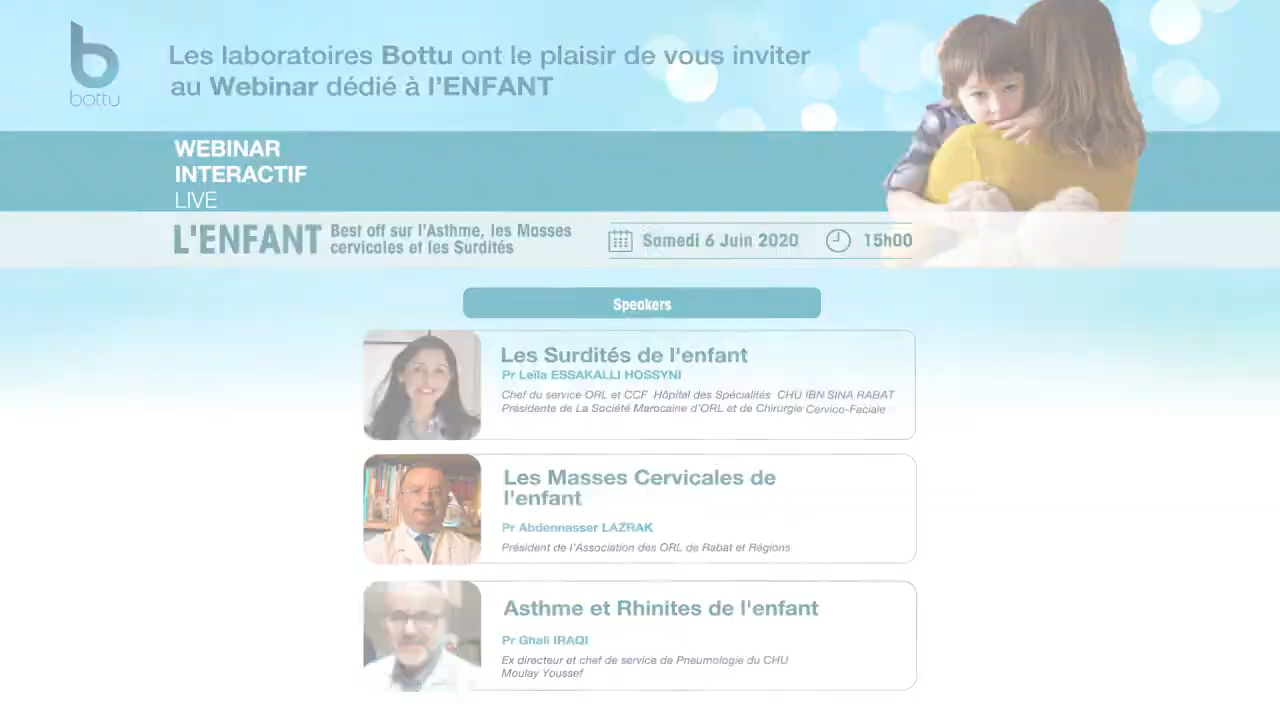 bottu
Les laboratoires Bottu ont le plaisir de vous inviter
au Webinar dédié à l'ENFANT
WEBINAR
INTERACTIF
LIVE
L'ENFANT
Best off sur l'Asthme, les Masses
cervicales et les Surdités
Samedi 6 Juin 2020
15h00
Speakers
Les Surdités de l'enfant
Pr Leïla ESSAKALLI HOSSYNI
Chef du service ORL et CCF Hôpital des Spécialités CHU IBN SINA RABAT
Présidente de La Société Marocaine d'ORL et de Chirurgie Cervico-Faciale
Les Masses Cervicales de
l'enfant
Pr Abdennasser LAZRAK
Président de l'Association des ORL de Rabat et Régions
Asthme et Rhinites de l'enfant
Pr Ghali IRAQI
Ex directeur et chef de service de Pneumologie du CHU
Moulay Youssef